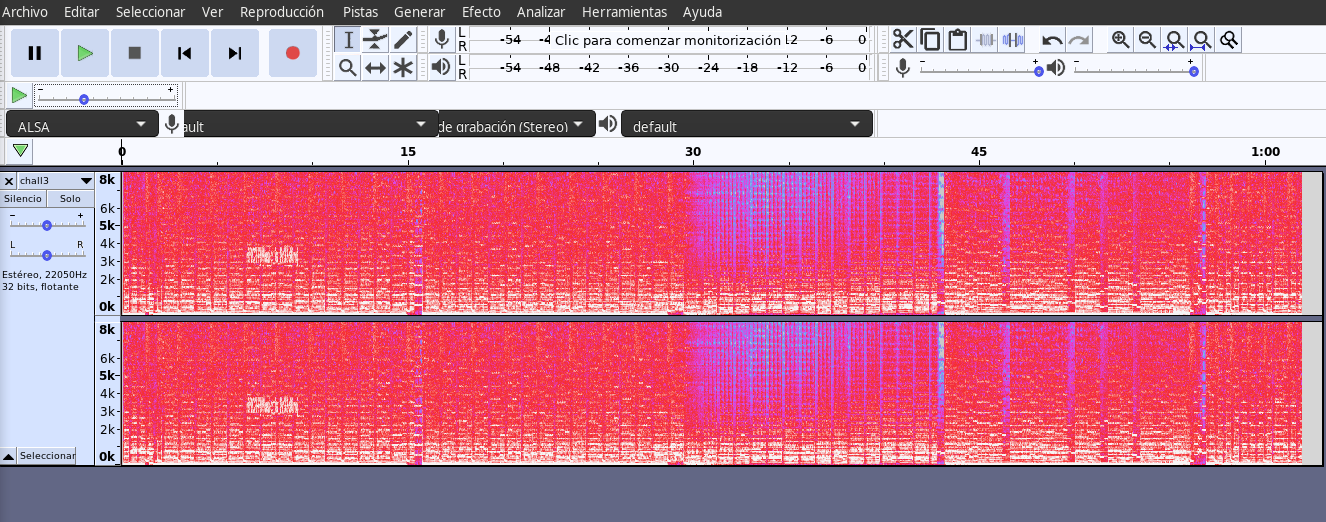 Archivo Editar Seleccionar Ver Reproducción Pistas Generar Efecto Analizar Herramientas Ayuda
L -54 -4 Clic para comenzar monitorización 12 -6 0
R
L -54 -48 -42 -36 -30 -24 -18 -12 -6 0
R
- +
- +
- +
ALSA ault de grabación (Stereo) default
0 15 30 45 1:00
chall3
Silencio Solo
- +
L R
Estéreo, 22050Hz
32 bits, flotante
8k
6k
5k
4k
3k
2k
0k
8k
6k
5k
4k
3k
2k
0k
Seleccionar